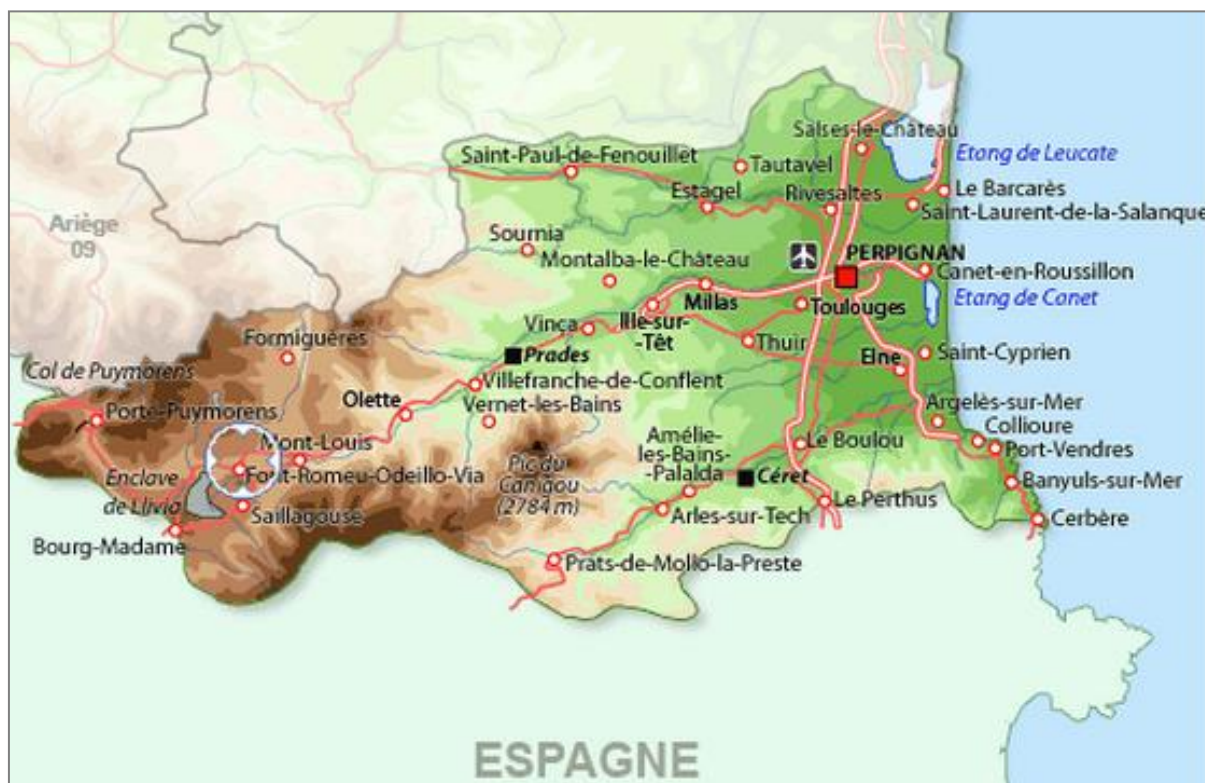 Salses-le-Château
Saint-Paul-de-Fenouillet
Tautavel
Etang de Leucate
Estagel
Rivesaltes
Le Barcarès
Saint-Laurent-de-la-Salanque
Ariège
09
Sournia
Montalba-le-Château
PERPIGNAN
Canet-en-Roussillon
Etang de Canet
Millas
Toulouges
Ille-sur-
-Têt
Vinça
Thuir
Formiguères
Prades
Elne
Saint-Cyprien
Col de Puymorens
Villefranche-de-Conflent
Olette
Vernet-les-Bains
Porté-Puymorens
Argelès-sur-Mer
Collioure
Mont-Louis
Amélie-
les-Bains-
-Palalda
Le Boulou
Port-Vendres
Font-Romeu-Odeillo-Via
Pic du
Canigou
(2784 m)
Céret
Banyuls-sur-Mer
Enclave
de Llivia
Saillagouse
Arles-sur-Tech
Le Perthus
Cerbère
Bourg-Madame
Prats-de-Mollo-la-Preste
ESPAGNE